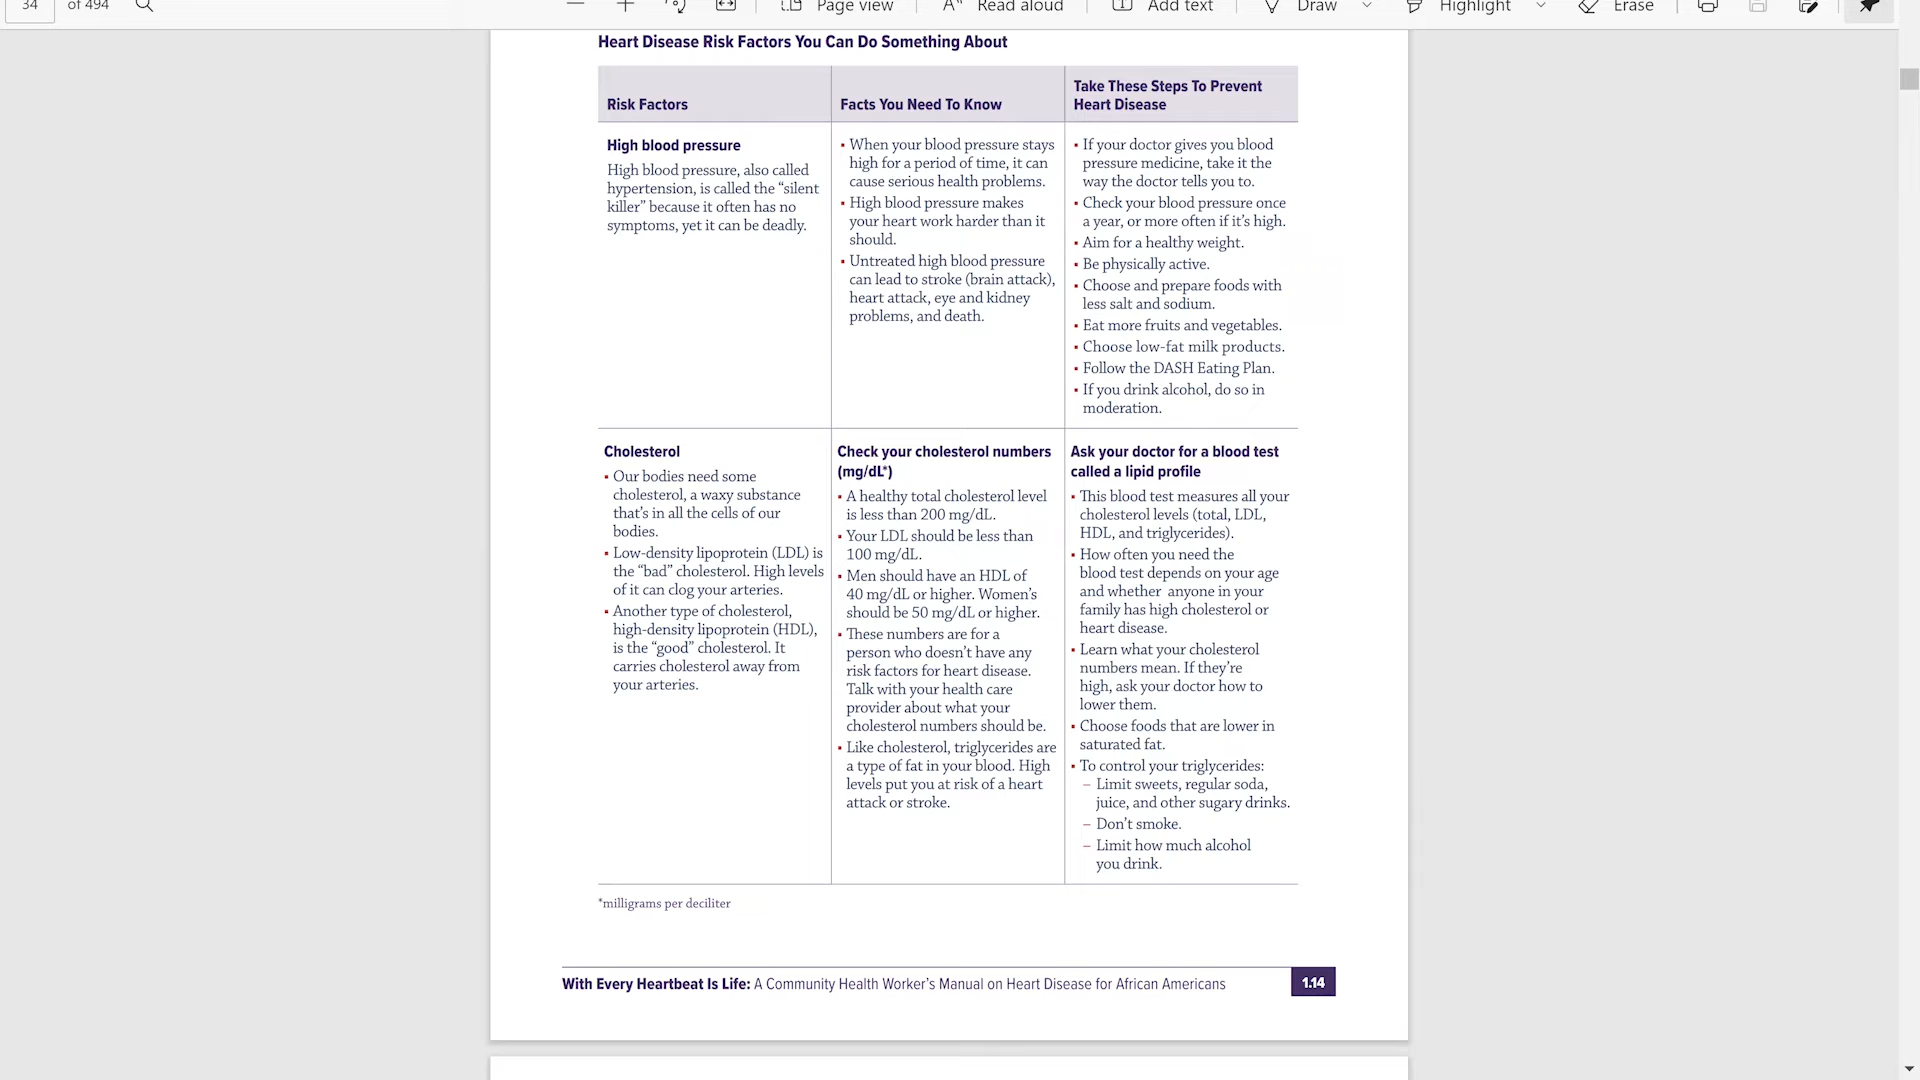 34 of 494 Page view Read aloud Add text Draw Highlight Erase
Heart Disease Risk Factors You Can Do Something About
Risk Factors
Facts You Need To Know
Take These Steps To Prevent
Heart Disease
High blood pressure
High blood pressure, also called
hypertension, is called the “silent
killer” because it often has no
symptoms, yet it can be deadly.
▪ When your blood pressure stays
high for a period of time, it can
cause serious health problems.
▪ High blood pressure makes
your heart work harder than it
should.
▪ Untreated high blood pressure
can lead to stroke (brain attack),
heart attack, eye and kidney
problems, and death.
▪ If your doctor gives you blood
pressure medicine, take it the
way the doctor tells you to.
▪ Check your blood pressure once
a year, or more often if it’s high.
▪ Aim for a healthy weight.
▪ Be physically active.
▪ Choose and prepare foods with
less salt and sodium.
▪ Eat more fruits and vegetables.
▪ Choose low-fat milk products.
▪ Follow the DASH Eating Plan.
▪ If you drink alcohol, do so in
moderation.
Cholesterol
▪ Our bodies need some
cholesterol, a waxy substance
that’s in all the cells of our
bodies.
▪ Low-density lipoprotein (LDL) is
the “bad” cholesterol. High levels
of it can clog your arteries.
▪ Another type of cholesterol,
high-density lipoprotein (HDL),
is the “good” cholesterol. It
carries cholesterol away from
your arteries.
Check your cholesterol numbers
(mg/dL*)
▪ A healthy total cholesterol level
is less than 200 mg/dL.
▪ Your LDL should be less than
100 mg/dL.
▪ Men should have an HDL of
40 mg/dL or higher. Women’s
should be 50 mg/dL or higher.
▪ These numbers are for a
person who doesn’t have any
risk factors for heart disease.
Talk with your health care
provider about what your
cholesterol numbers should be.
▪ Like cholesterol, triglycerides are
a type of fat in your blood. High
levels put you at risk of a heart
attack or stroke.
Ask your doctor for a blood test
called a lipid profile
▪ This blood test measures all your
cholesterol levels (total, LDL,
HDL, and triglycerides).
▪ How often you need the
blood test depends on your age
and whether anyone in your
family has high cholesterol or
heart disease.
▪ Learn what your cholesterol
numbers mean. If they’re
high, ask your doctor how to
lower them.
▪ Choose foods that are lower in
saturated fat.
▪ To control your triglycerides:
– Limit sweets, regular soda,
juice, and other sugary drinks.
– Don’t smoke.
– Limit how much alcohol
you drink.
*milligrams per deciliter
With Every Heartbeat Is Life: A Community Health Worker’s Manual on Heart Disease for African Americans 1.14